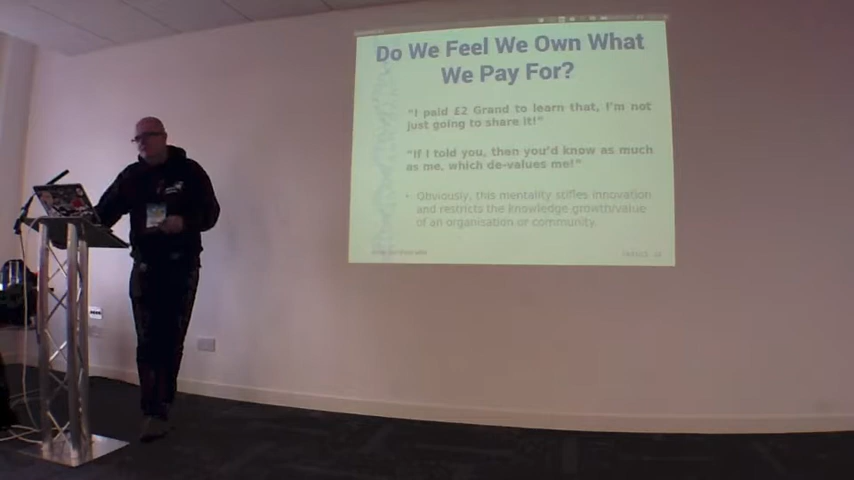 Do We Feel We Own What
We Pay For?
"I paid £2 Grand to learn that, I'm not
just going to share it!"
"If I told you, then you'd know as much
as me, which de-values me!"
• Obviously, this mentality stifles innovation
and restricts the knowledge growth/value
of an organisation or community.